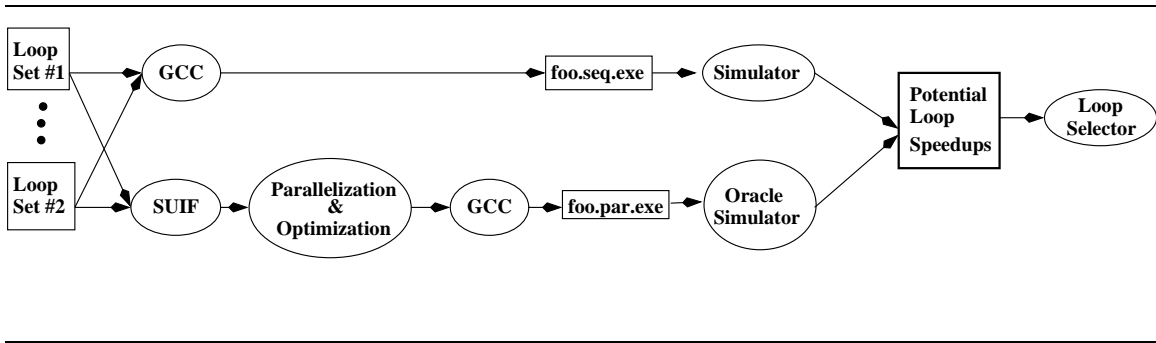 Loop
Set #1
GCC
foo.seq.exe
Simulator
Potential
Loop
Speedups
Loop
Selector
Loop
Set #2
SUIF
Parallelization
&
Optimization
GCC
foo.par.exe
Oracle
Simulator